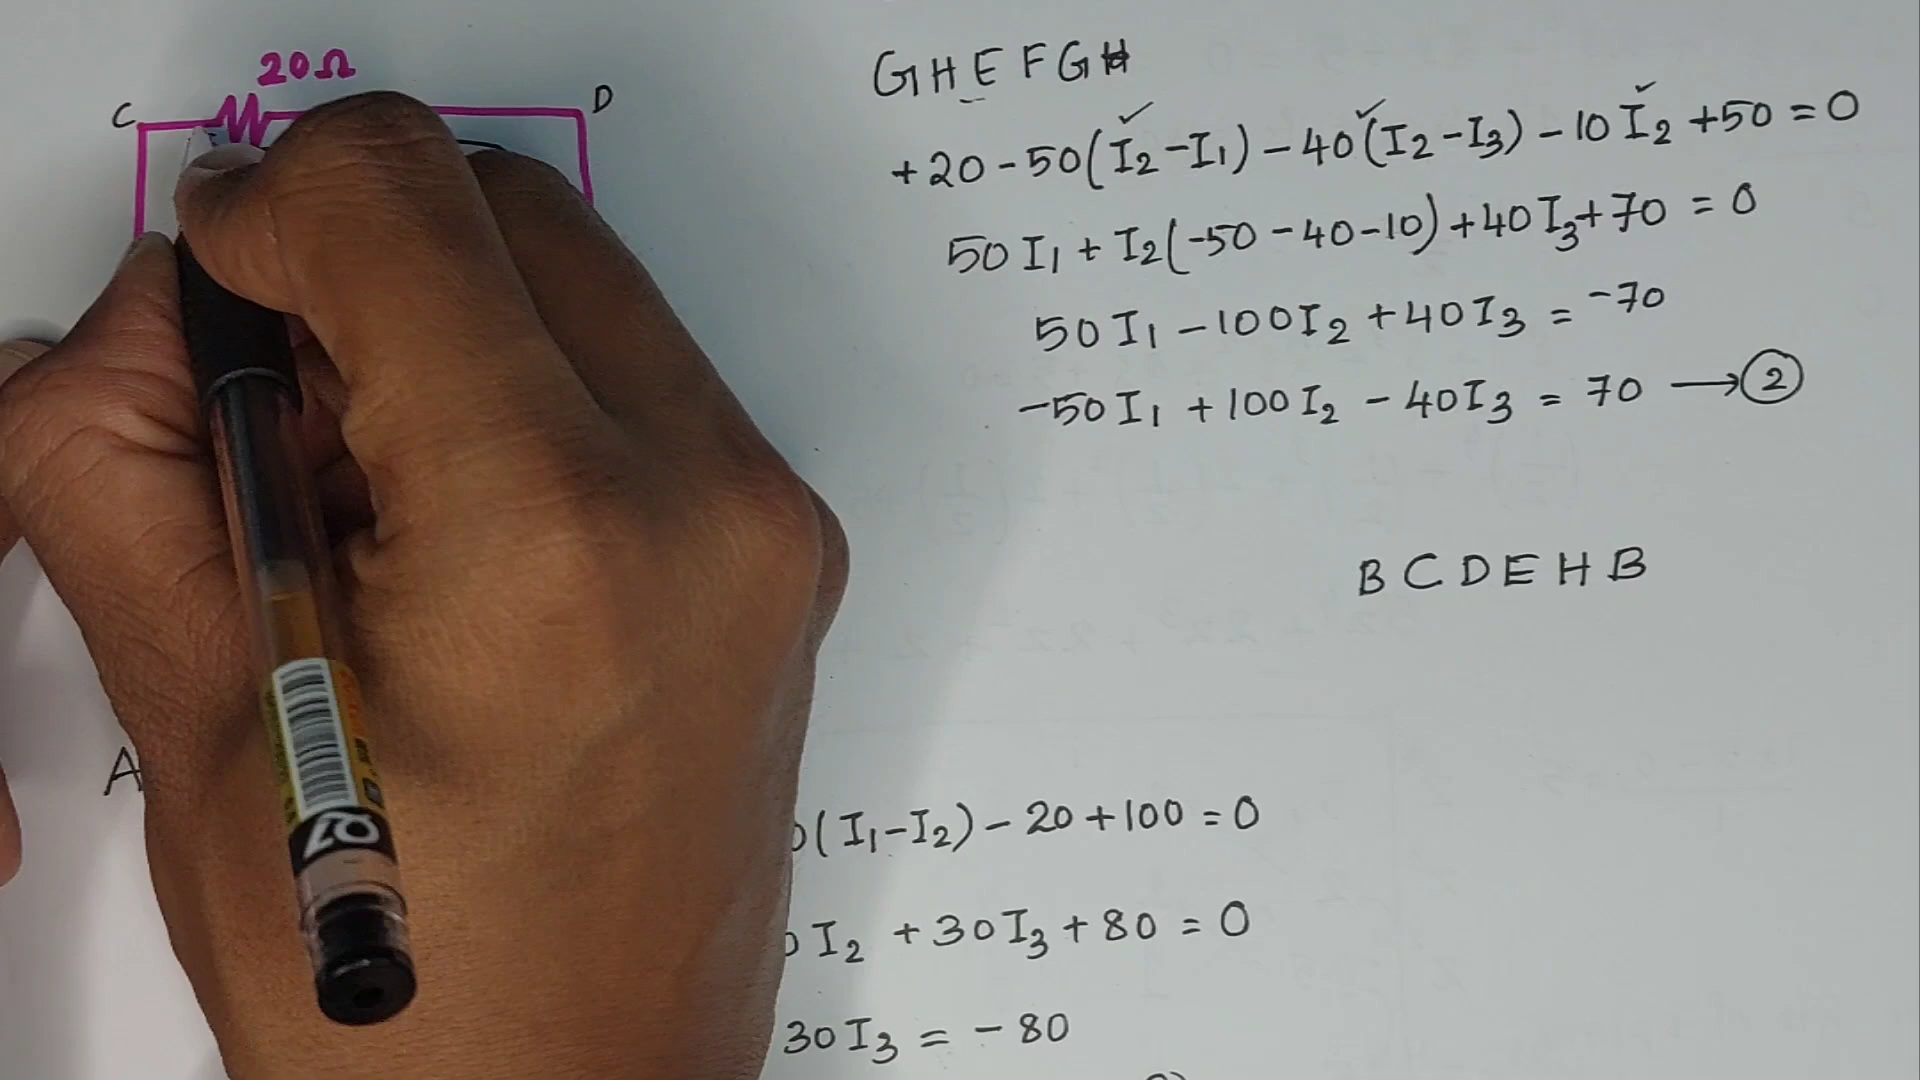 20Ω
C
D
A
GHEFGH
+20-50(I₂-I₁)-40(I₂-I₃)-10I₂+50=0
50I₁+I₂(-50-40-10)+40I₃+70=0
50I₁-100I₂+40I₃=-70
-50I₁+100I₂-40I₃=70→②
BCDEHB
(I₁-I₂)-20+100=0
I₂+30I₃+80=0
30I₃=-80